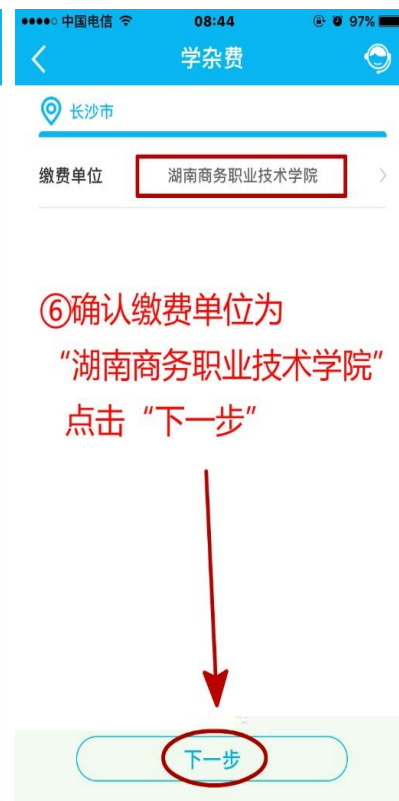 中国电信 08:44 97%
学杂费
长沙市
缴费单位 湖南商务职业技术学院
⑥确认缴费单位为
“湖南商务职业技术学院”
点击“下一步”
下一步